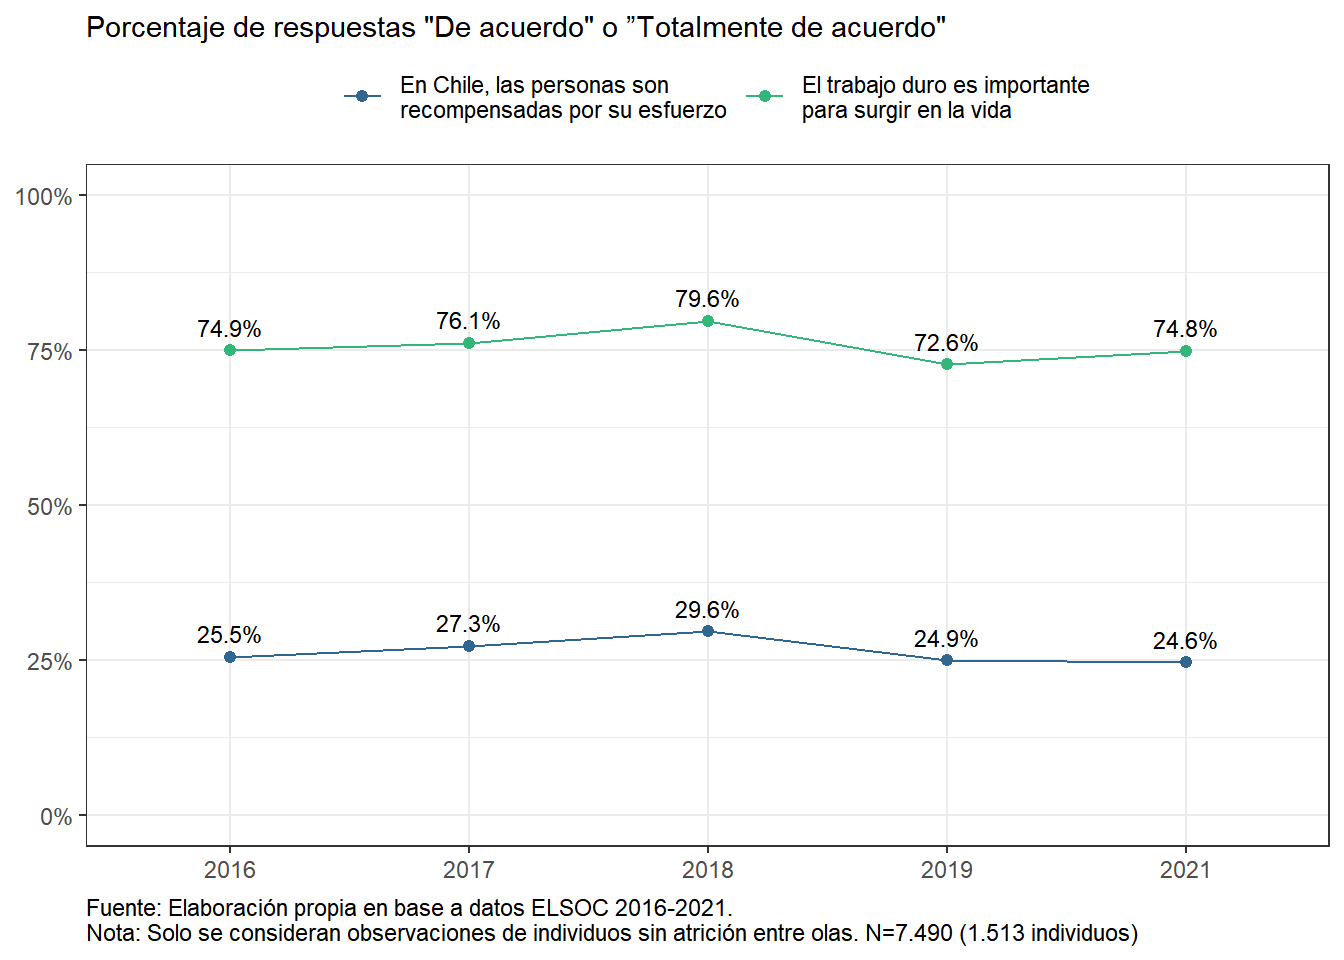 Porcentaje de respuestas "De acuerdo" o ”Totalmente de acuerdo"
En Chile, las personas son
recompensadas por su esfuerzo
El trabajo duro es importante
para surgir en la vida
100%
75%
50%
25%
0%
74.9%
76.1%
79.6%
72.6%
74.8%
25.5%
27.3%
29.6%
24.9%
24.6%
2016
2017
2018
2019
2021
Fuente: Elaboración propia en base a datos ELSOC 2016-2021.
Nota: Solo se consideran observaciones de individuos sin atrición entre olas. N=7.490 (1.513 individuos)